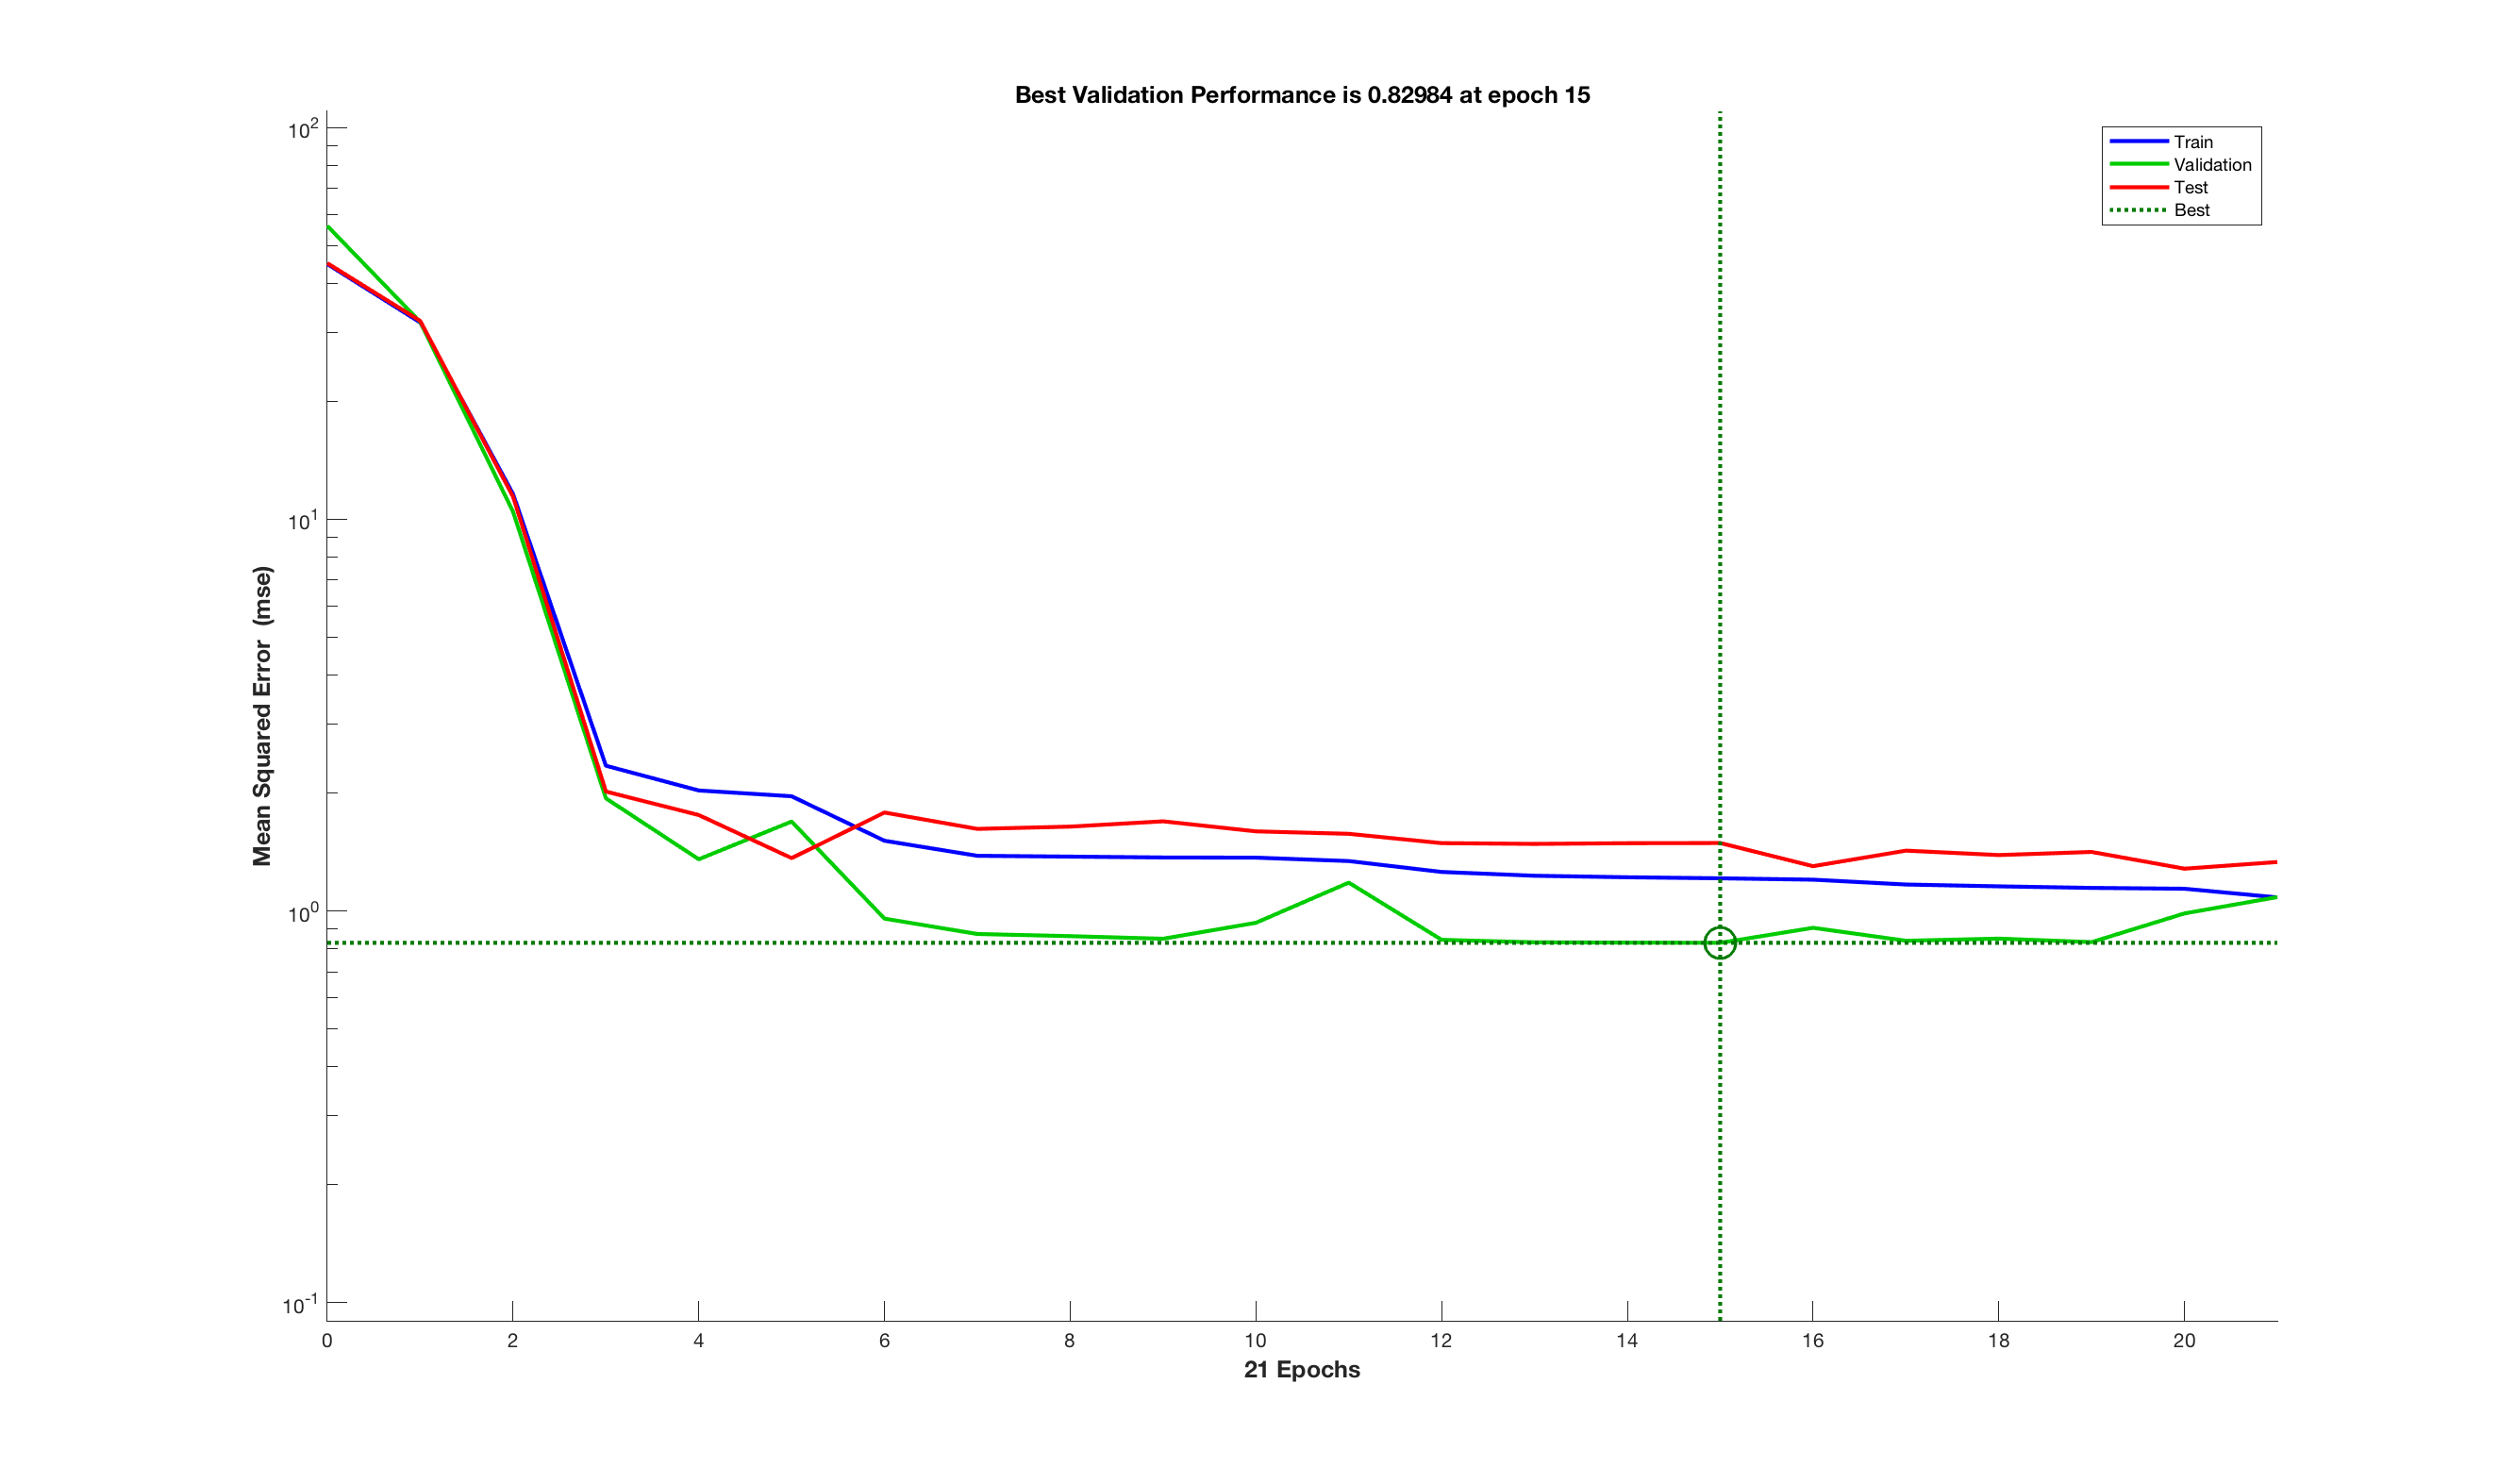 Best Validation Performance is 0.82984 at epoch 15
Train
Validation
Test
Best
Mean Squared Error (mse)
10^2
10^1
10^0
10^-1
0 2 4 6 8 10 12 14 16 18 20
21 Epochs